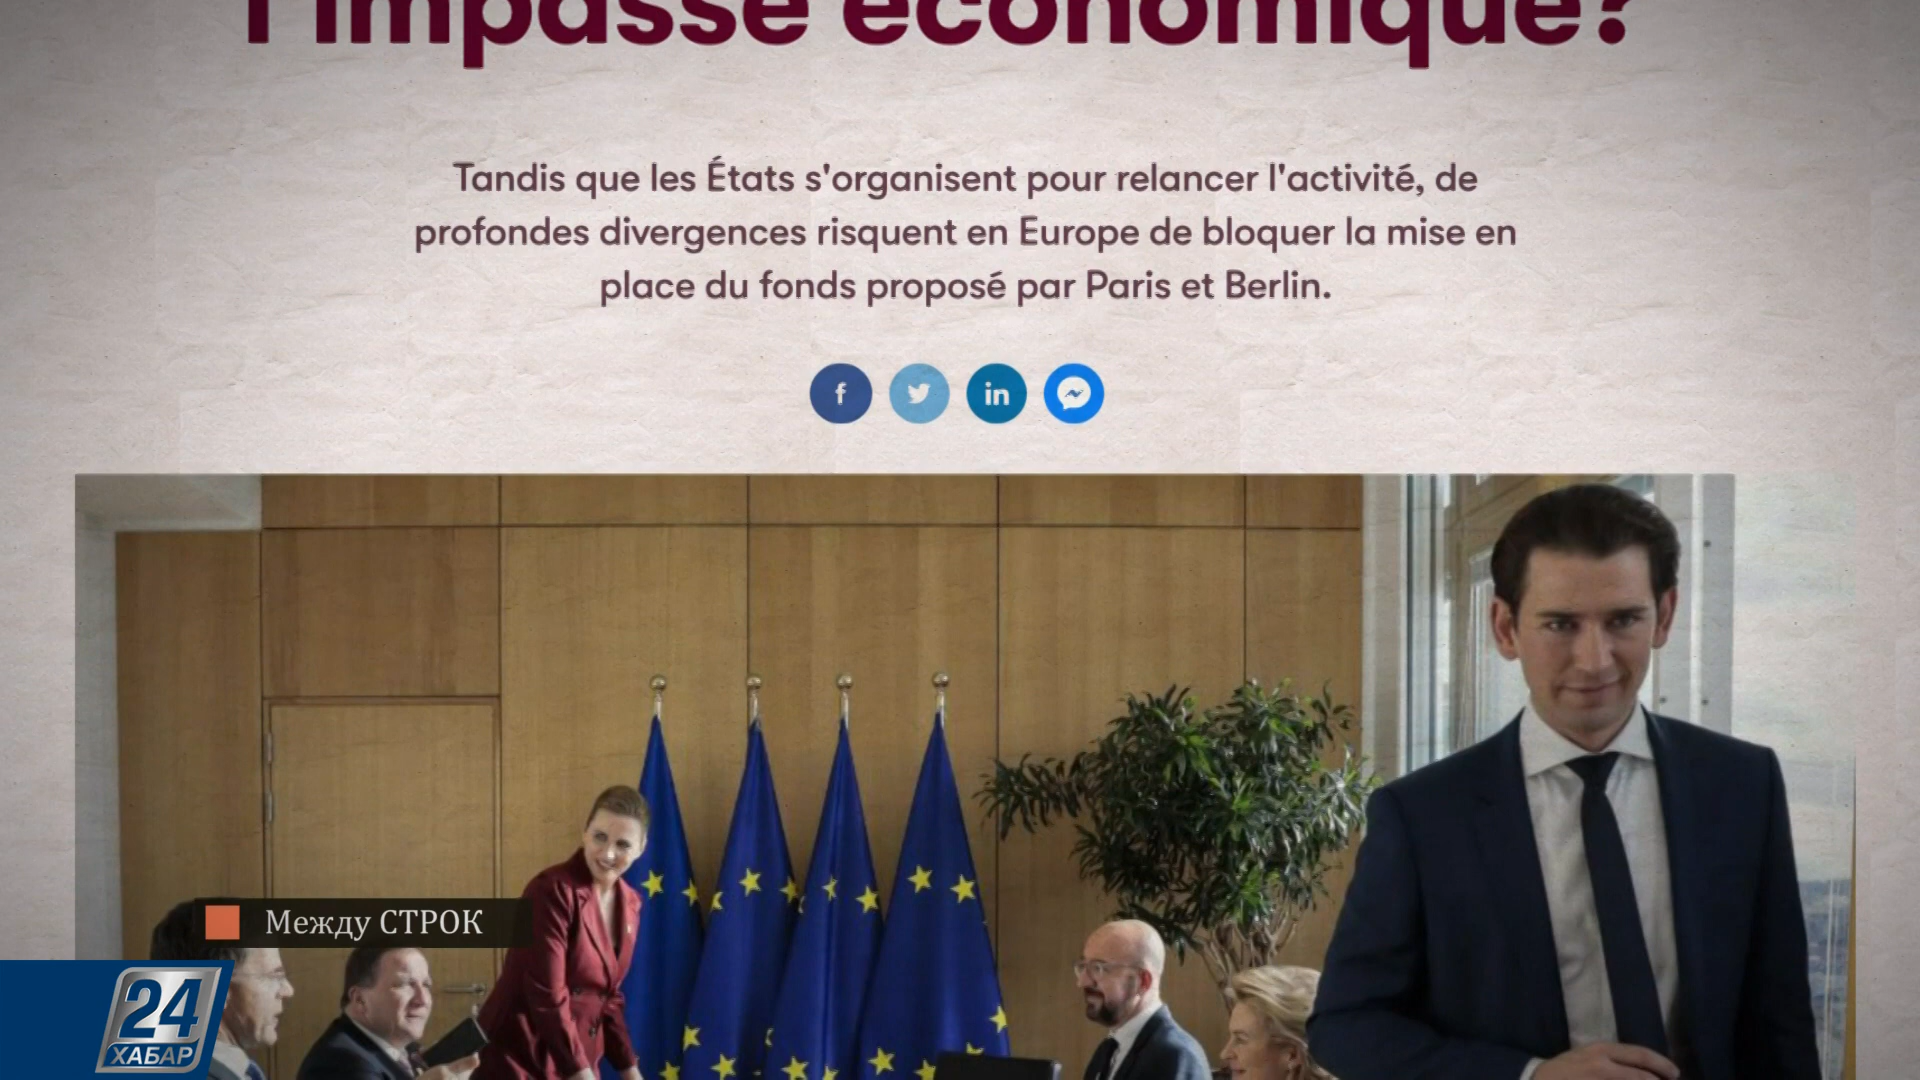 l'impasse économique?
Tandis que les États s'organisent pour relancer l'activité, de
profondes divergences risquent en Europe de bloquer la mise en
place du fonds proposé par Paris et Berlin.
f
in
Между СТРОК
24
ХАБАР